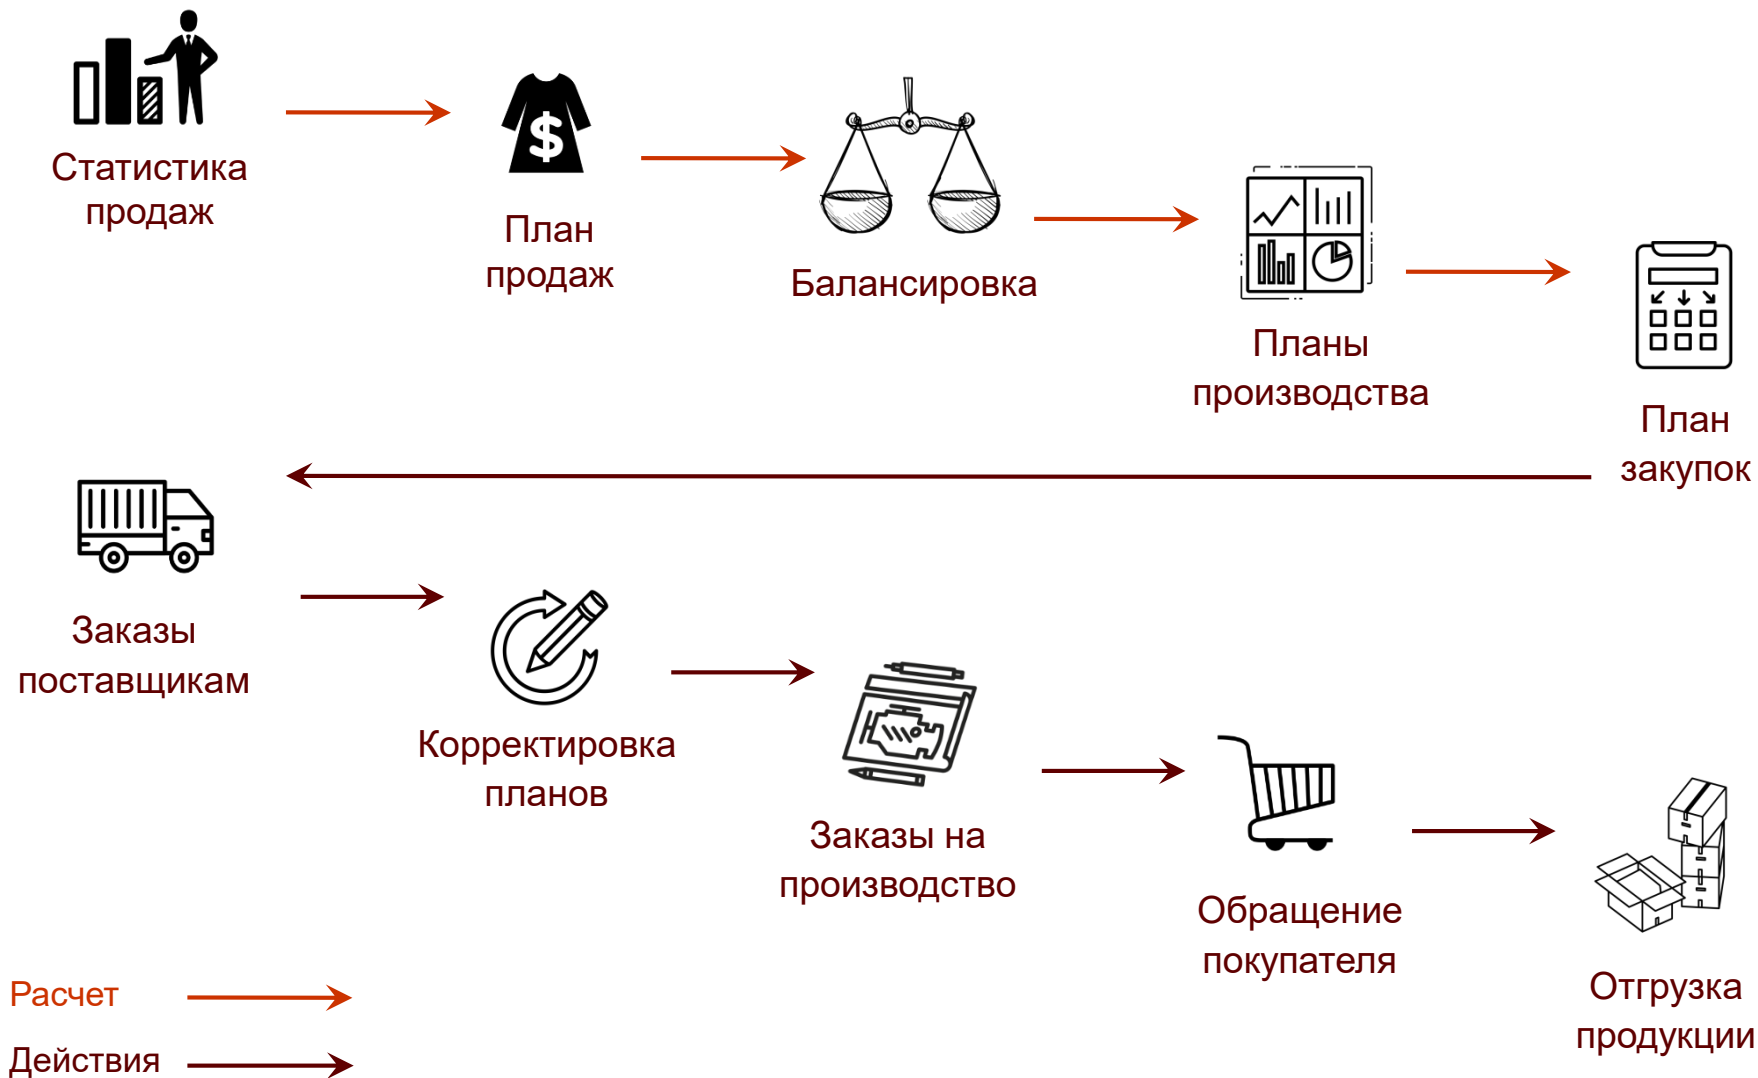 Статистика
продаж
План
продаж
Балансировка
Планы
производства
План
закупок
Заказы
поставщикам
Корректировка
планов
Заказы на
производство
Обращение
покупателя
Отгрузка
продукции
Расчет
Действия